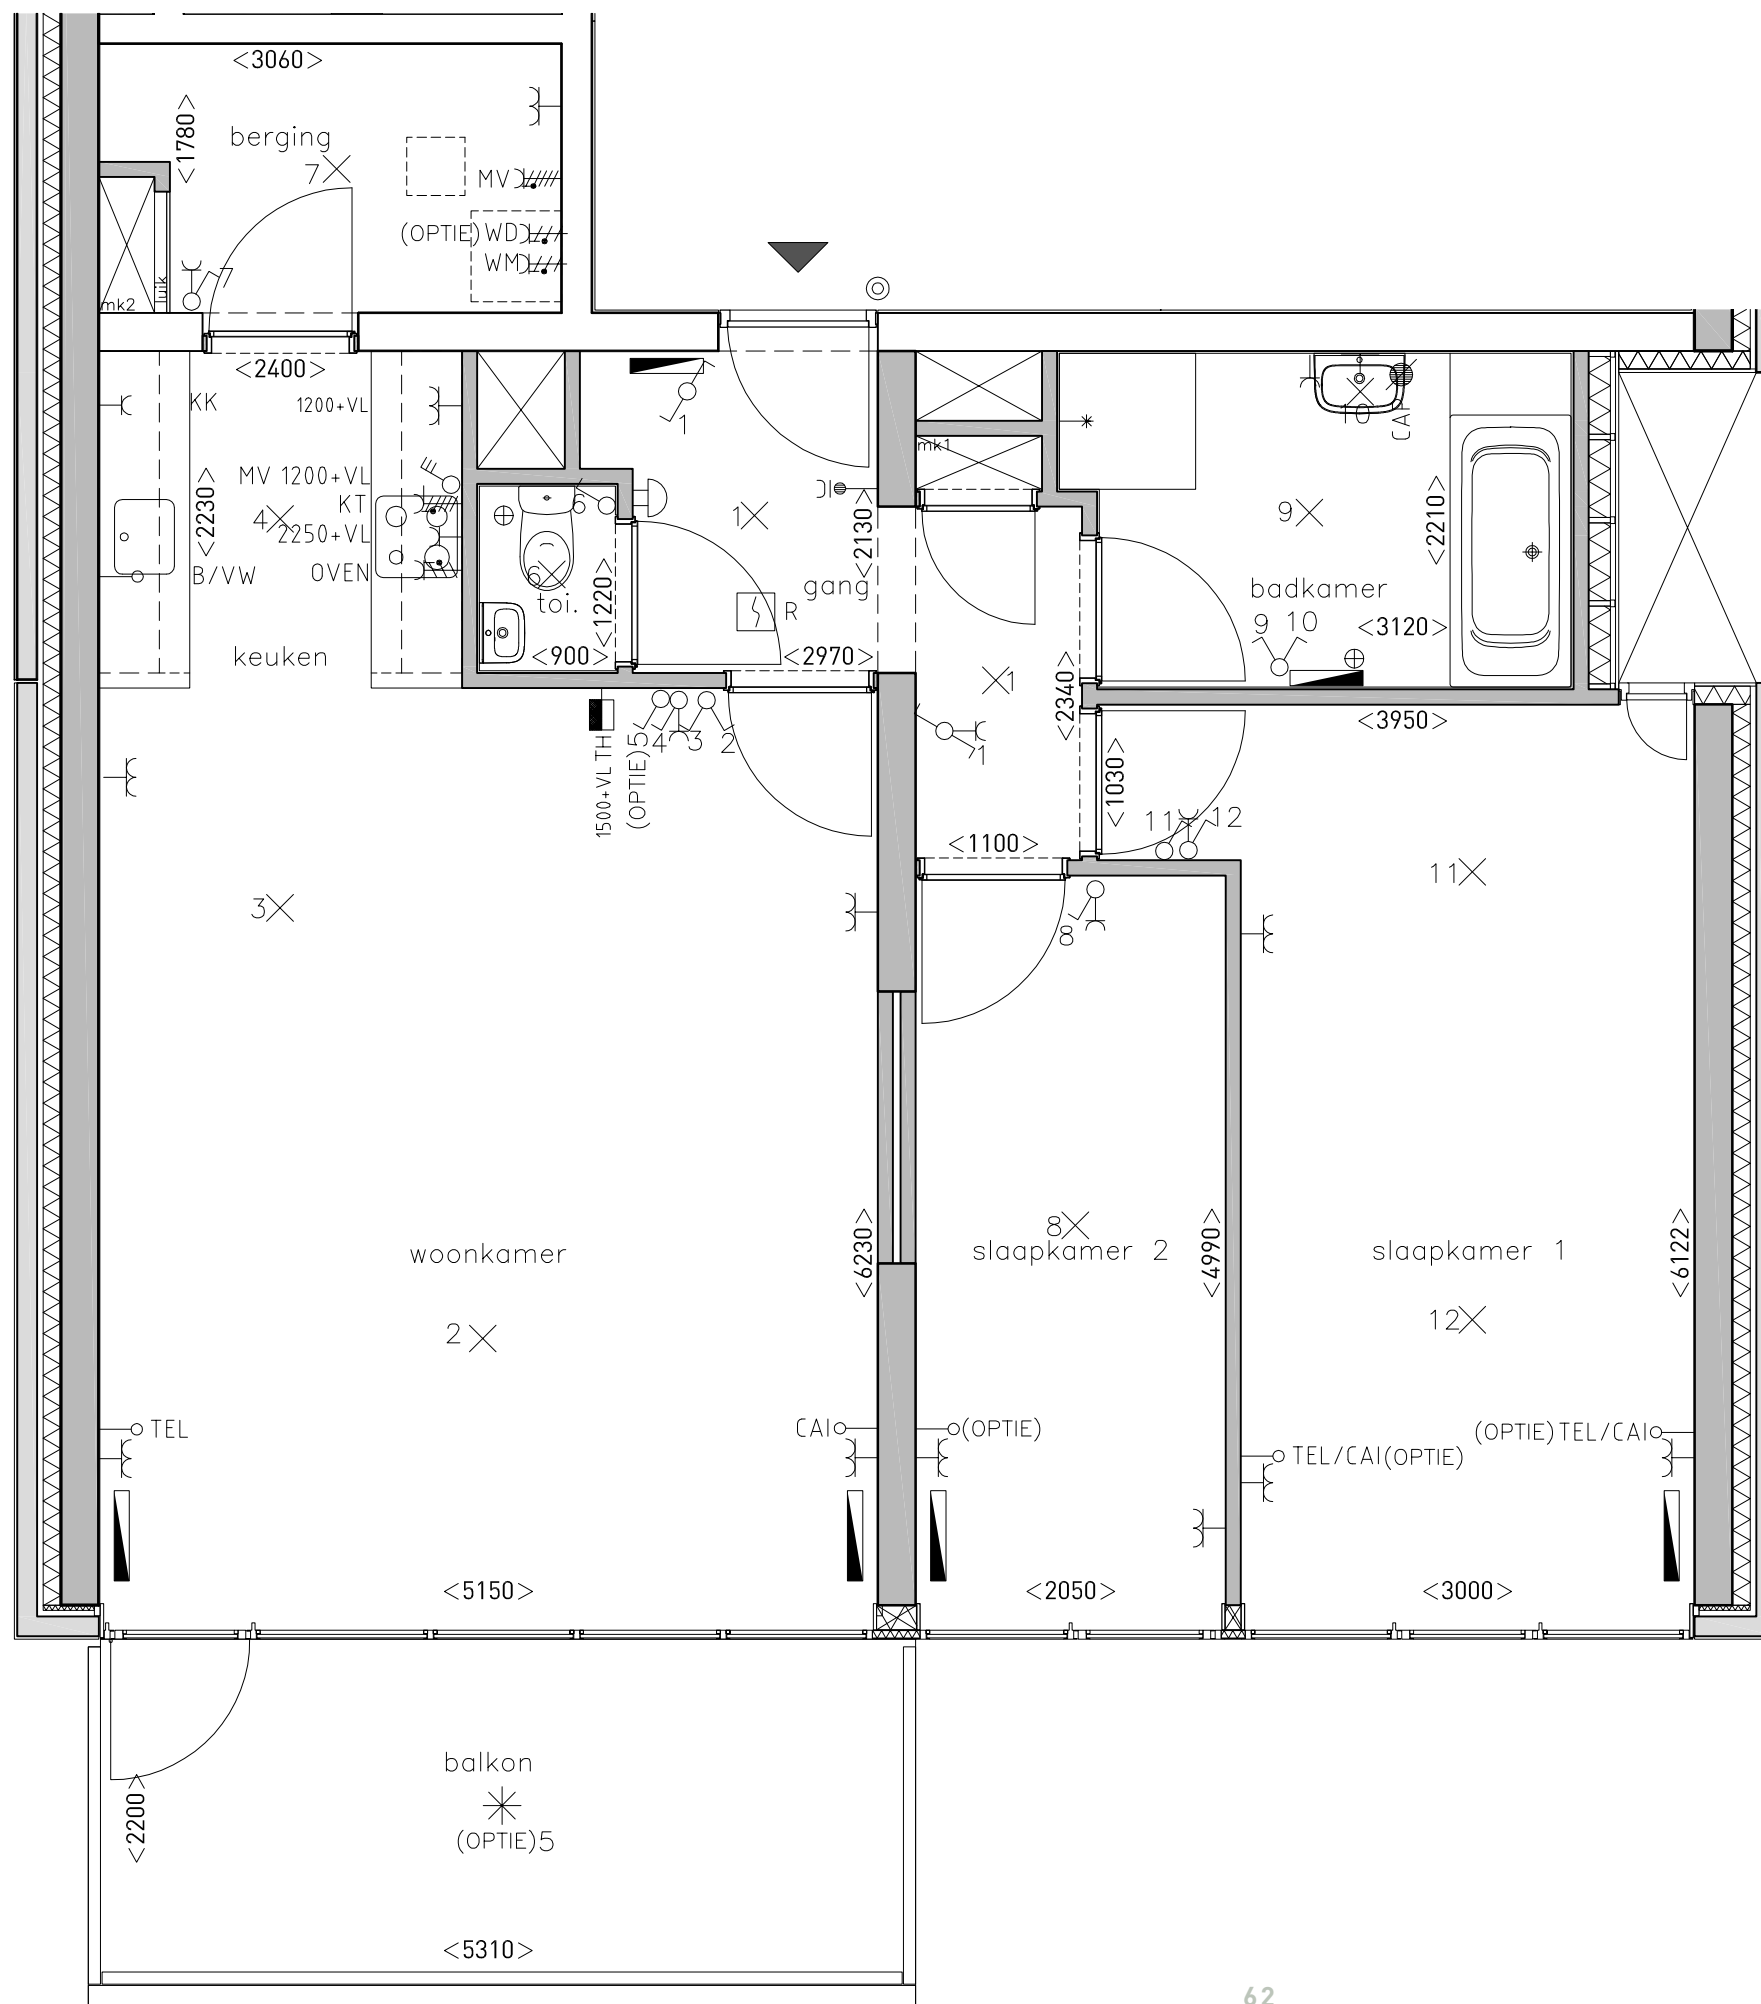 <3060>
<1780>
berging
7
MV
(OPTIE) WD
WM
7
luik
mk2
<2400>
KK
1200+VL
1
mk1
10
CAP
<2230>
MV 1200+VL
E
KT
4
2250+VL
OVEN
B/VW
keuken
6
6
toi.
<1220>
<900>
1
<2130>
gang
R
<2970>
9
<2210>
badkamer
<3120>
9 10
1
<2340>
<3950>
1500+VL TH
(OPTIE) 5
4 3 2
1
<1030>
11 12
<1100>
3
8
11
woonkamer
<6230>
8
slaapkamer 2
<4990>
slaapkamer 1
<6122>
2
12
TEL
CAI
(OPTIE)
TEL/CAI(OPTIE)
(OPTIE) TEL/CAI
<5150>
<2050>
<3000>
balkon
(OPTIE)5
<2200>
<5310>
62